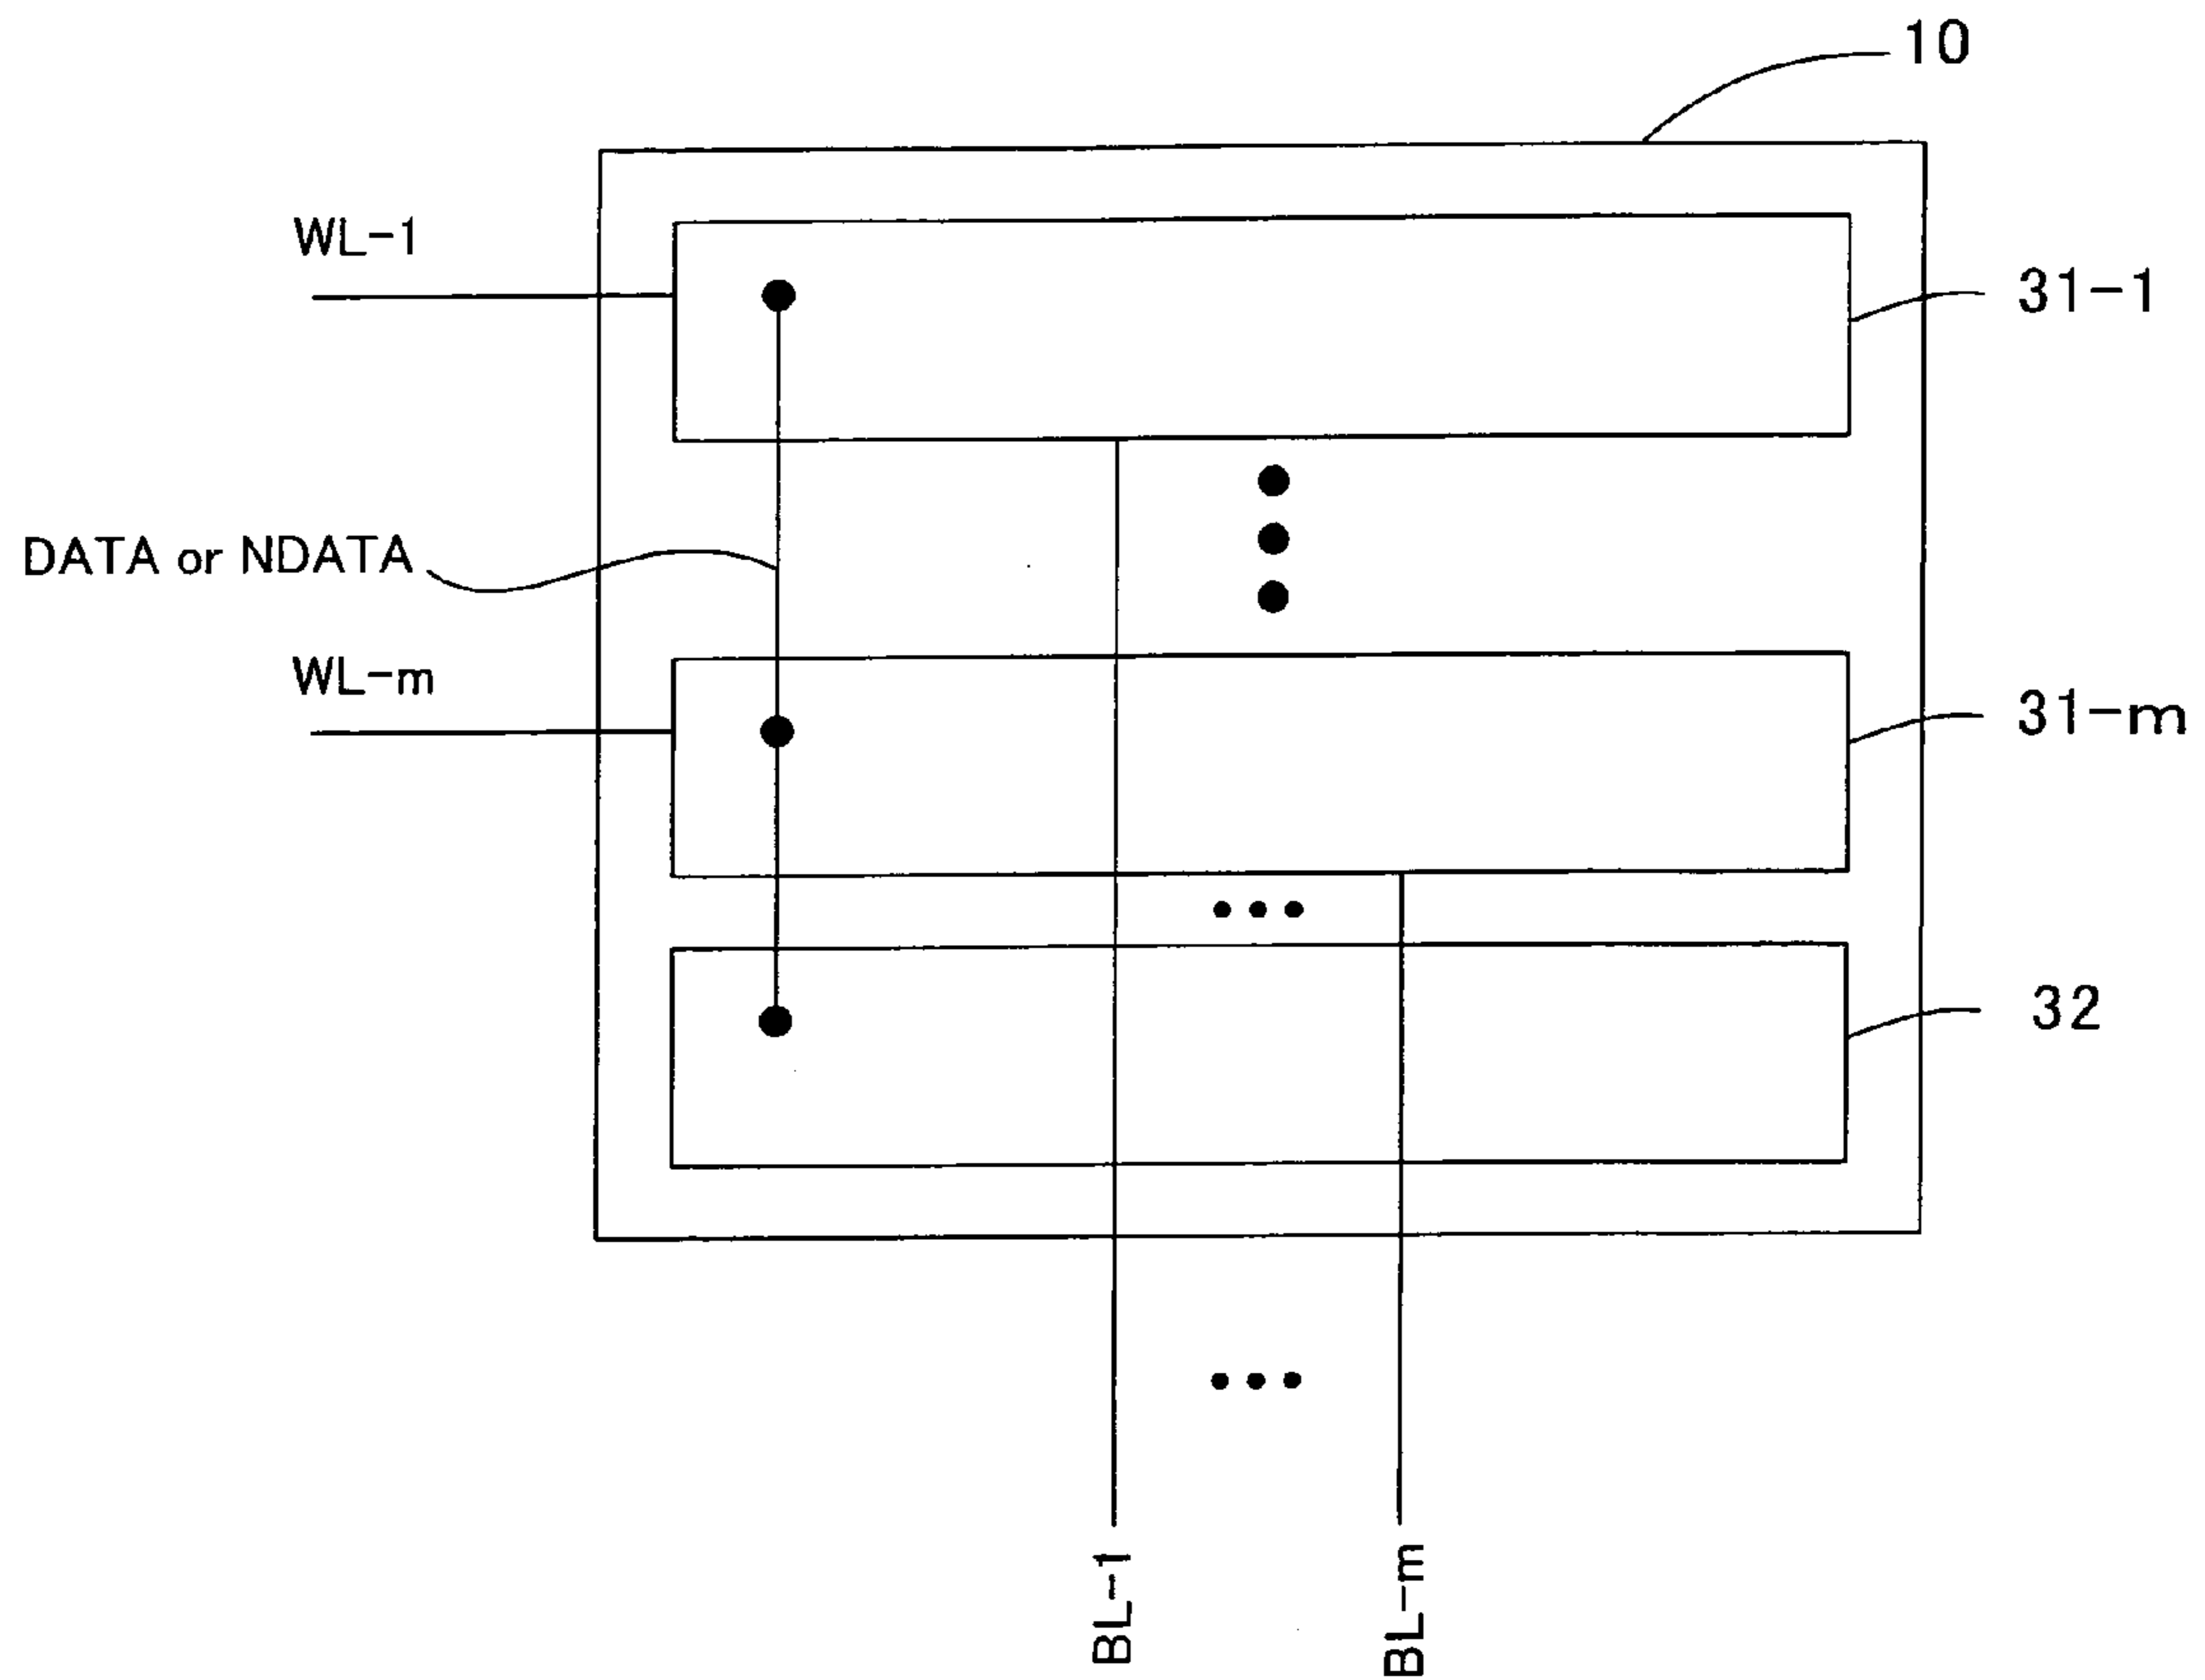 10
WL-1
31-1
DATA or NDATA
WL-m
31-m
32
BL-1
BL-m